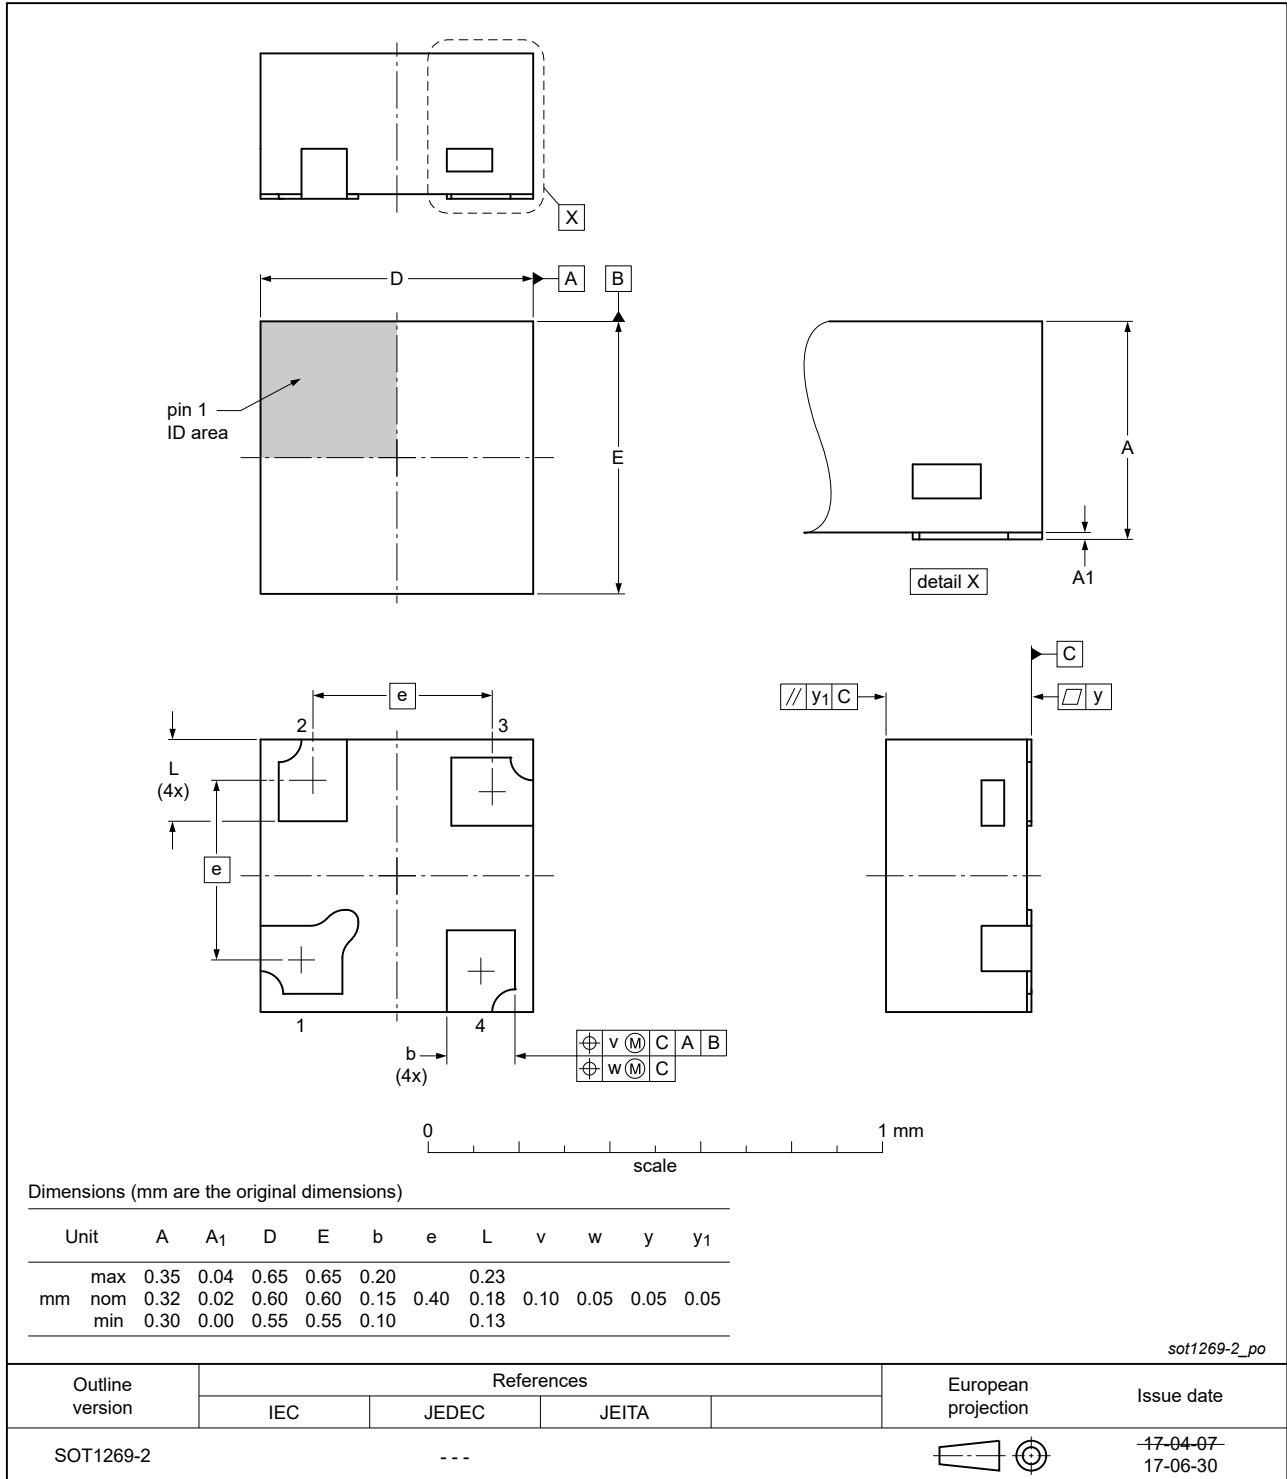 X
D
A
B
pin 1
ID area
E
A
A1
detail X
C
// y1 C
y
e
2
3
L
(4x)
e
1
4
b
(4x)
v M C A B
w M C
0
1 mm
scale
Dimensions (mm are the original dimensions)
Unit A A1 D E b e L v w y y1
max 0.35 0.04 0.65 0.65 0.20 0.23
mm nom 0.32 0.02 0.60 0.60 0.15 0.40 0.18 0.10 0.05 0.05 0.05
min 0.30 0.00 0.55 0.55 0.10 0.13
sot1269-2_po
Outline version
References
European projection
Issue date
IEC JEDEC JEITA
SOT1269-2
- - -
17-04-07
17-06-30